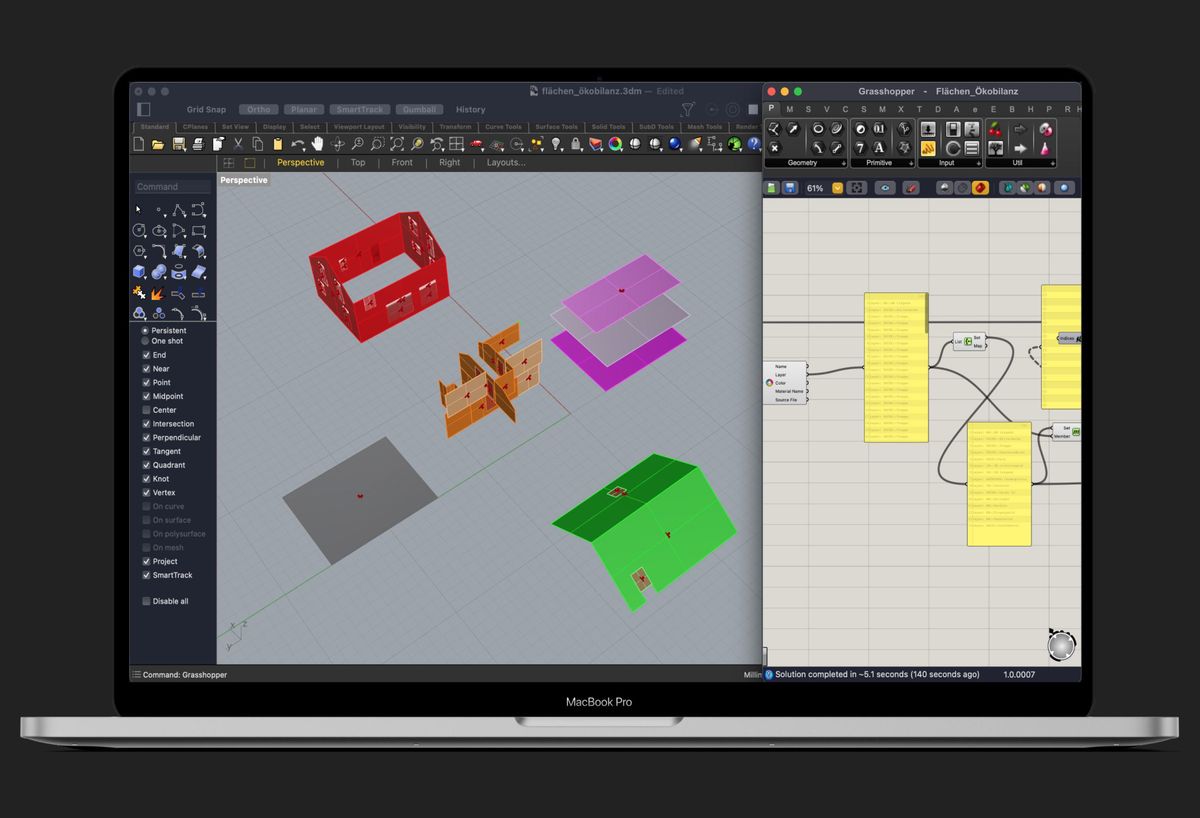 flächen_ökobilanz.3dm — Edited
Grid Snap Ortho Planar SmartTrack Gumball History
Standard CPlanes Set View Display Select Viewport Layout Visibility Transform Curve Tools Surface Tools Solid Tools SubD Tools Mesh Tools Render
Perspective Top Front Right Layouts...
Command
Perspective
Persistent
One shot
End
Near
Point
Midpoint
Center
Intersection
Perpendicular
Tangent
Quadrant
Knot
Vertex
On curve
On surface
On polysurface
On mesh
Project
SmartTrack
Disable all
x z
y
Command: Grasshopper
Millim
Grasshopper - Flächen_Ökobilanz
P M S V C S M X T D A e B H P R H
Geometry Primitive Input Util
61%
Name
Layer
Color
Material Name
Source File
List Set
Map
Indices
Set
Member
Solution completed in ~5.1 seconds (140 seconds ago) 1.0.0007
MacBook Pro